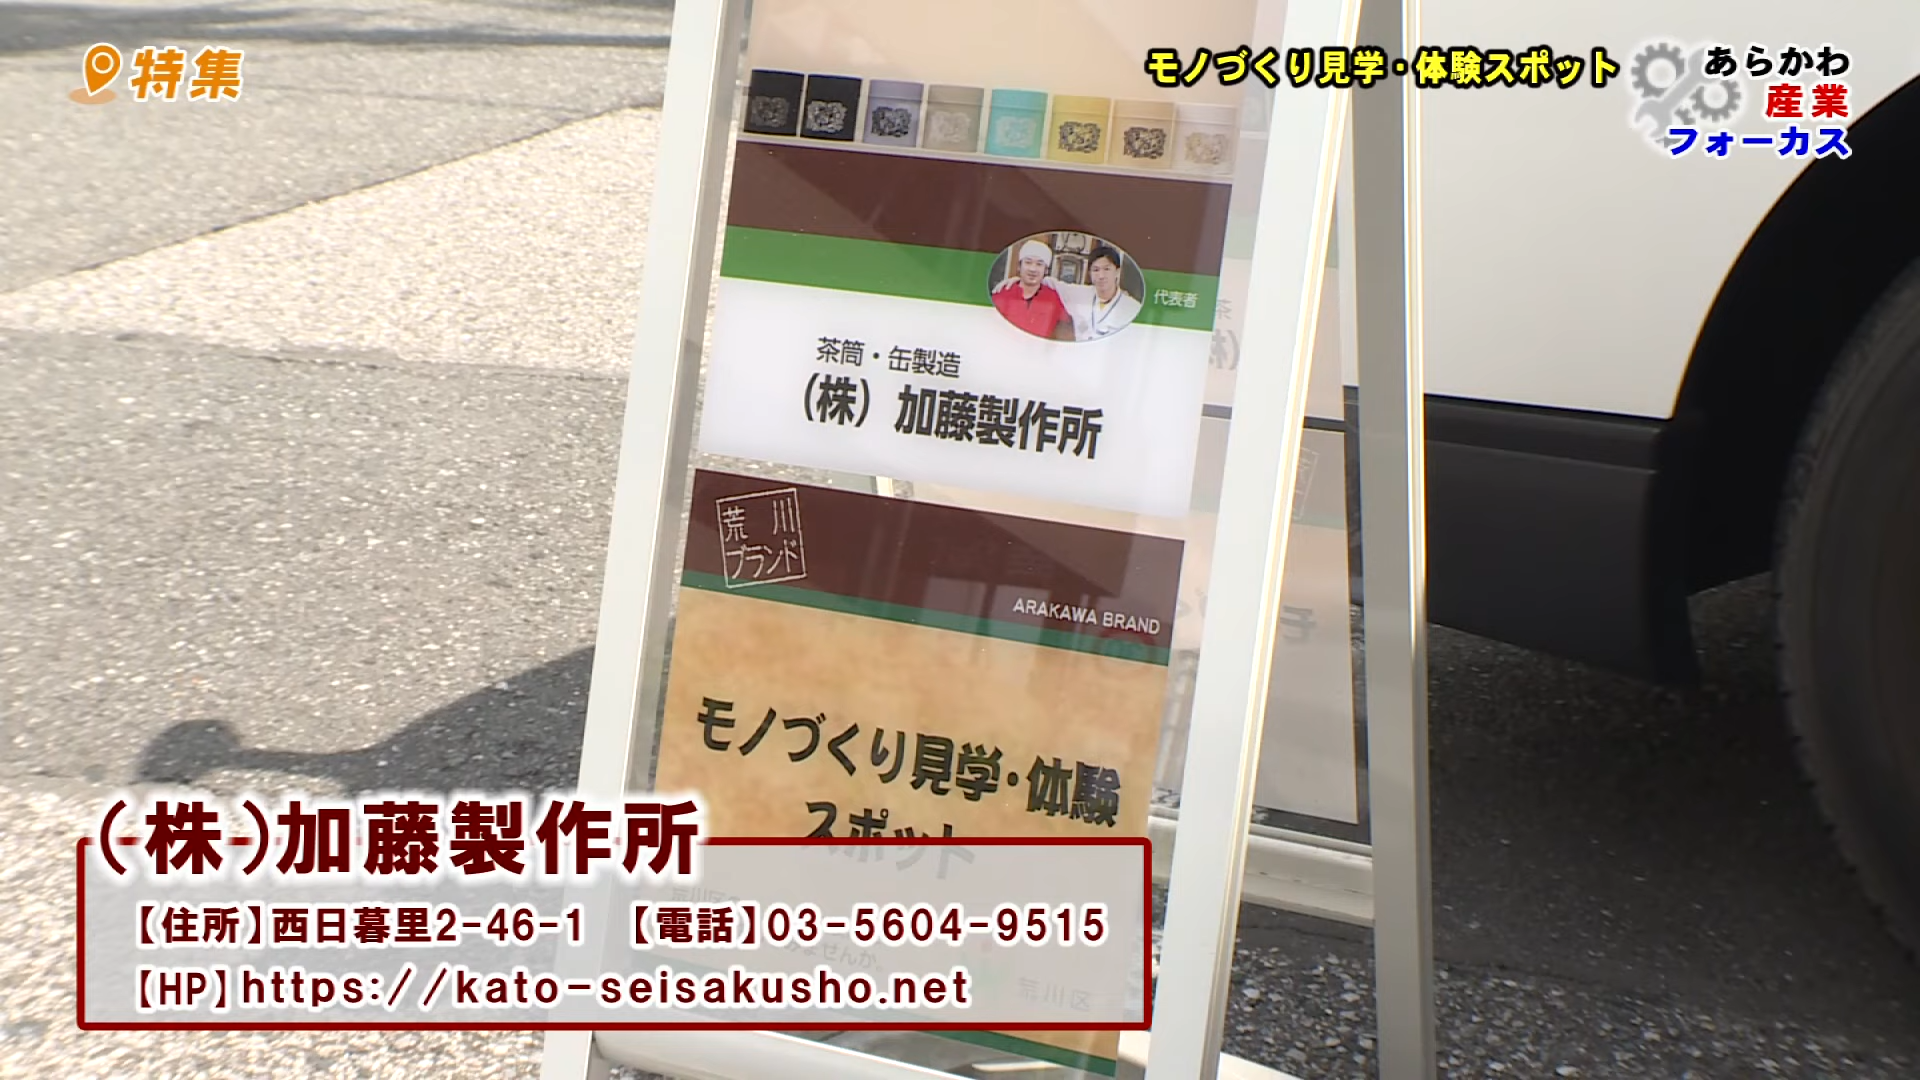 特集
モノづくり見学・体験スポット
あらかわ
産業
フォーカス
代表者
茶筒・缶製造
(株) 加藤製作所
荒川
ブランド
ARAKAWA BRAND
モノづくり見学・体験
スポット
(株)加藤製作所
【住所】西日暮里2-46-1 【電話】03-5604-9515
【HP】https://kato-seisakusho.net
荒川区